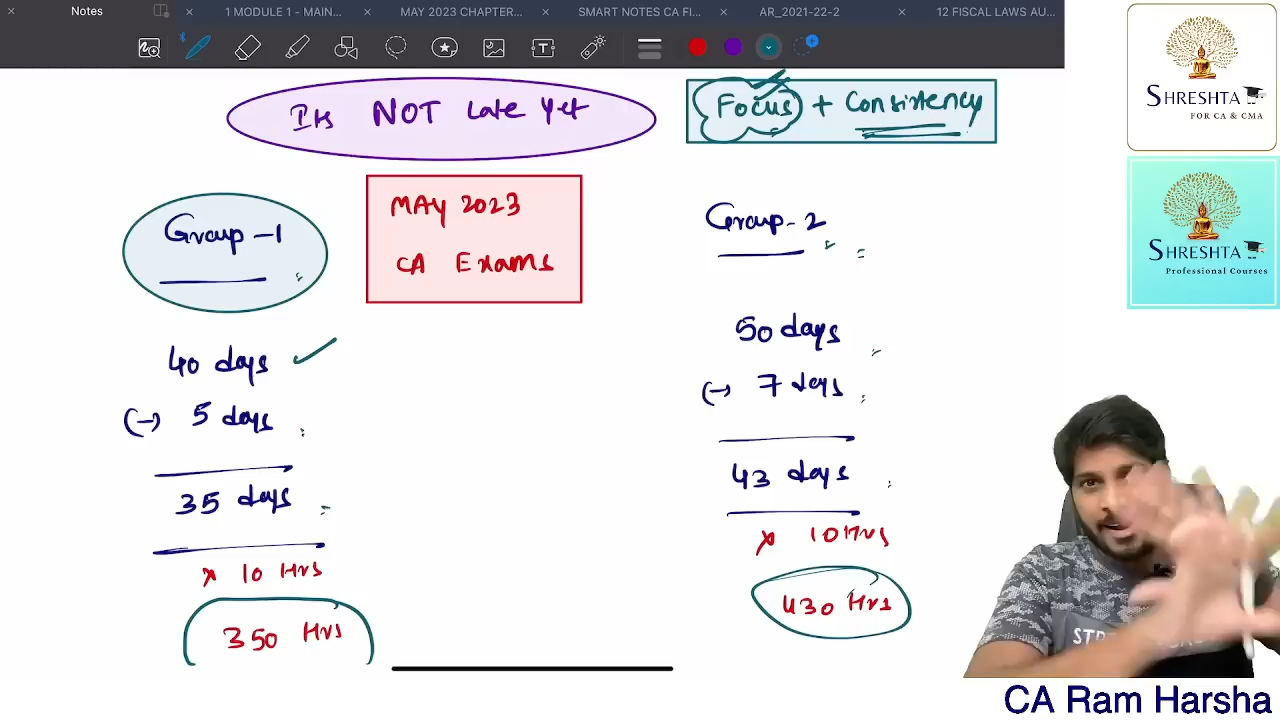 Notes
1 MODULE 1 - MAIN...
MAY 2023 CHAPTER...
SMART NOTES CA FI...
AR_2021-22-2
12 FISCAL LAWS AU...
Its NOT Late Yet
Focus + Consistency
SHRESHTA
FOR CA & CMA
SHRESHTA
Professional Courses
MAY 2023
CA Exams
Group-1
40 days
(-) 5 days
35 days
x 10 Hrs
350 Hrs
Group-2
50 days
(-) 7 days
43 days
x 10 Hrs
430 Hrs
CA Ram Harsha